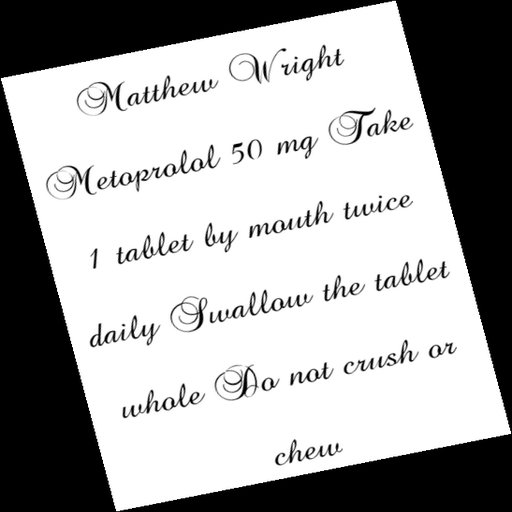 Matthew Wright
Metoprolol 50 mg Take
1 tablet by mouth twice
daily Swallow the tablet
whole Do not crush or
chew